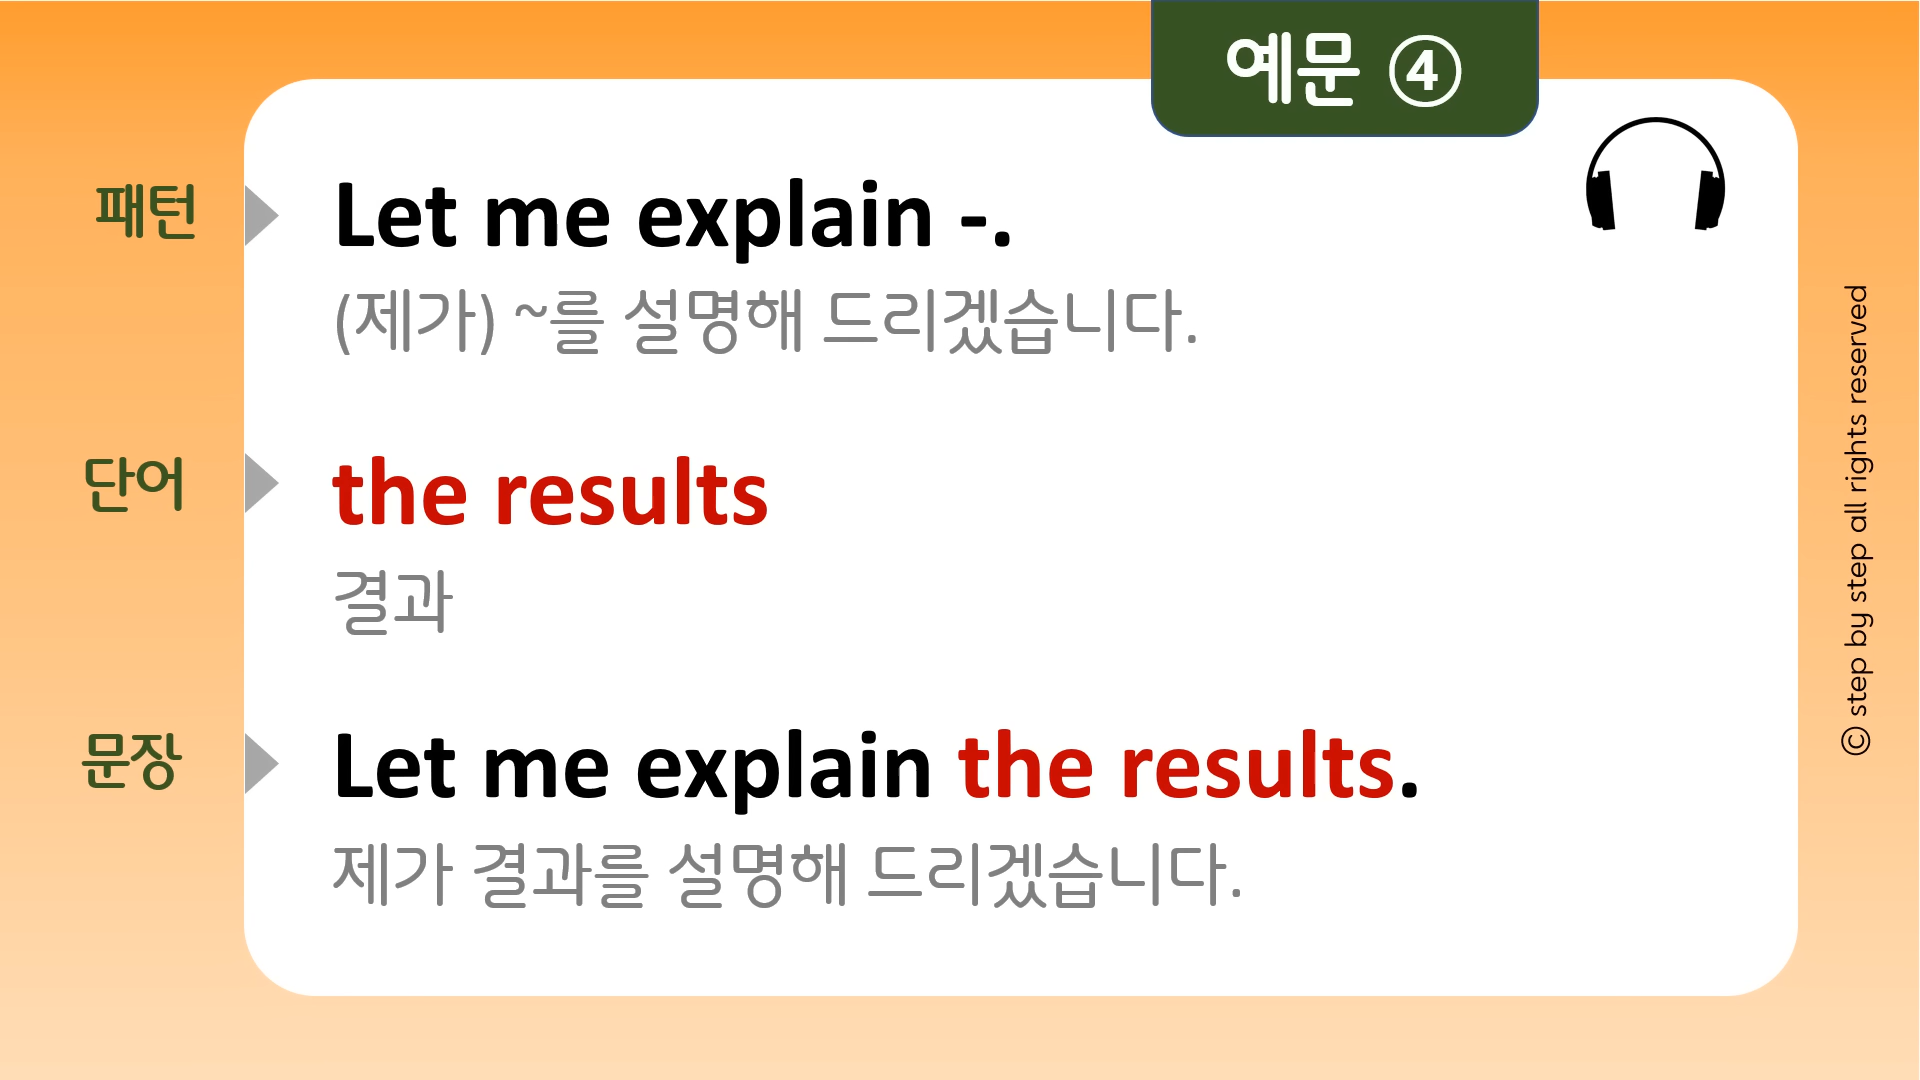 예문 ④
패턴
Let me explain -.
(제가) ~를 설명해 드리겠습니다.
단어
the results
결과
문장
Let me explain the results.
제가 결과를 설명해 드리겠습니다.
© step by step all rights reserved